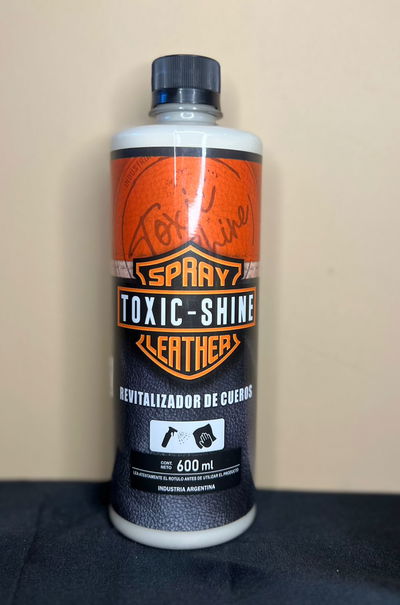 INDUSTRI
Toxic
Shine
SPRAY
TOXIC-SHINE
LEATHER
REVITALIZADOR DE CUEROS
CONT. NETO 600 ml
LEA ATENTAMENTE EL ROTULO ANTES DE UTILIZAR EL PRODUCTO
INDUSTRIA ARGENTINA